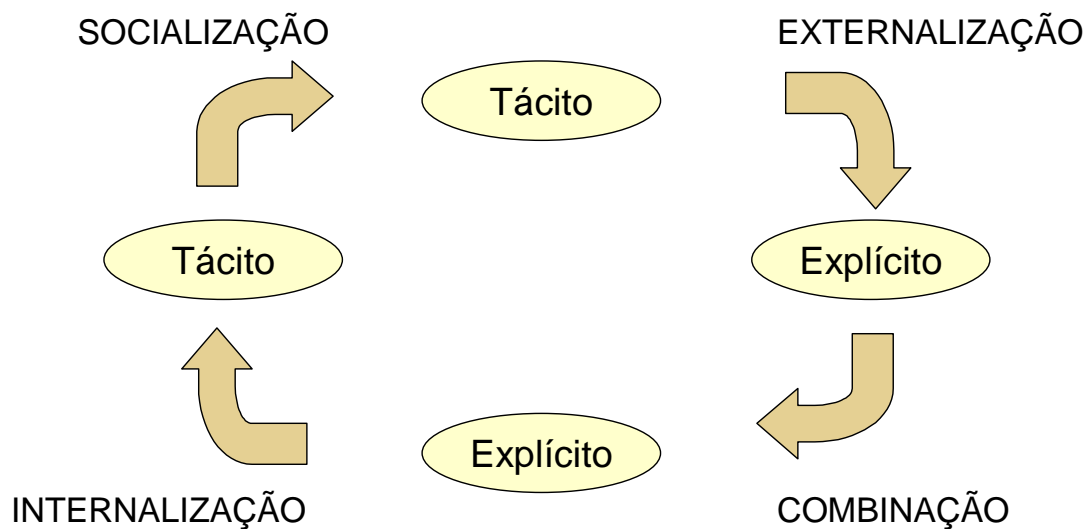 SOCIALIZAÇÃO
EXTERNALIZAÇÃO
Tácito
Tácito
Explícito
Explícito
INTERNALIZAÇÃO
COMBINAÇÃO